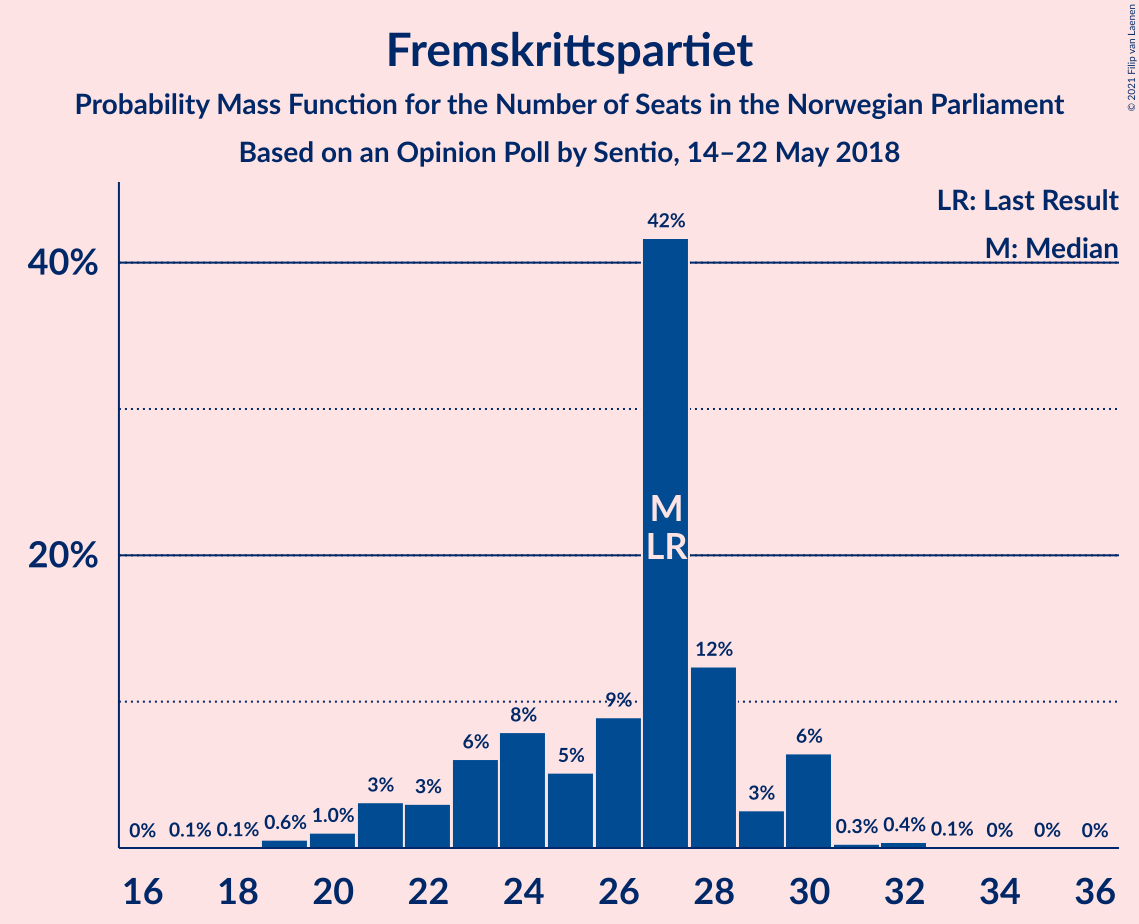 © 2021 Filip van Laenen
Fremskrittspartiet
Probability Mass Function for the Number of Seats in the Norwegian Parliament
Based on an Opinion Poll by Sentio, 14–22 May 2018
LR: Last Result
M: Median
40%
20%
0% 0.1% 0.1% 0.6% 1.0% 3% 3% 6% 8% 5% 9% 42% 12% 3% 6% 0.3% 0.4% 0.1% 0% 0% 0%
M
LR
16 18 20 22 24 26 28 30 32 34 36